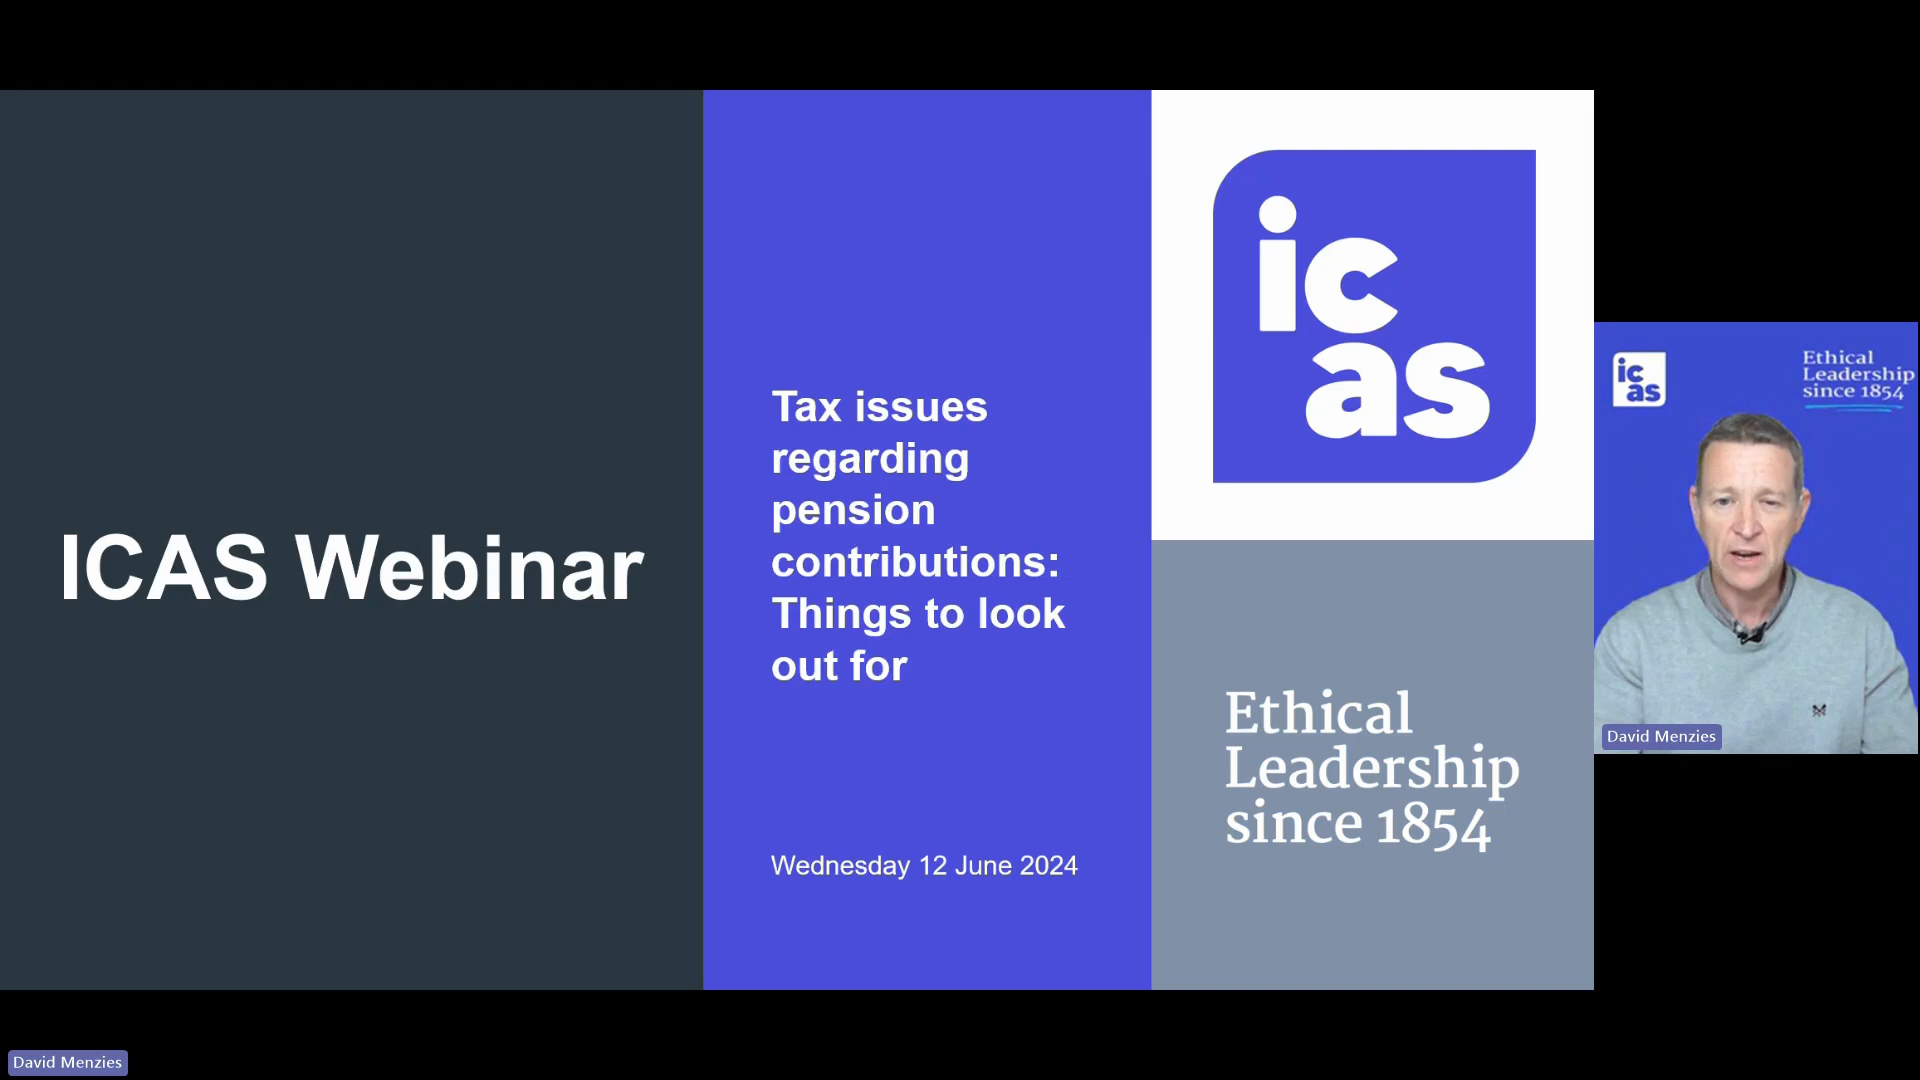 ICAS Webinar
Tax issues
regarding
pension
contributions:
Things to look
out for
Wednesday 12 June 2024
ic
as
Ethical
Leadership
since 1854
ic
as
Ethical
Leadership
since 1854
David Menzies
David Menzies